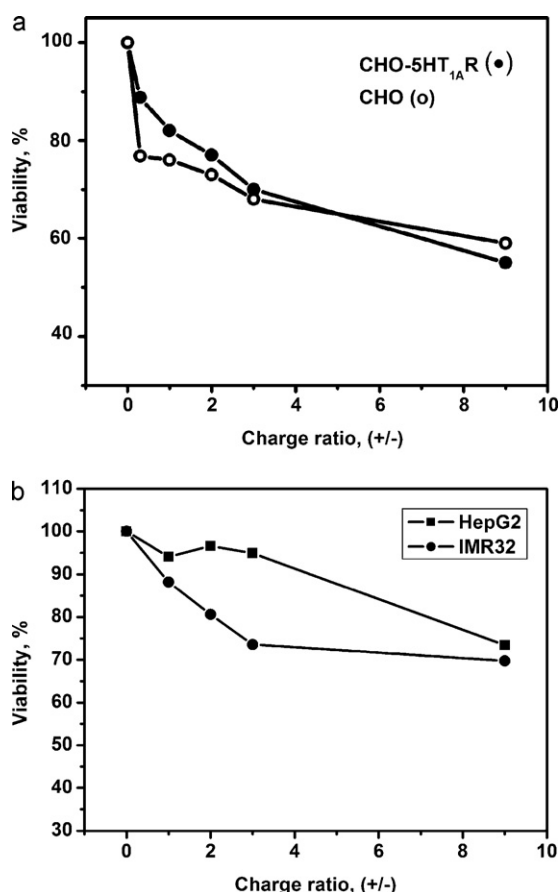 a
100
80
60
40
Viability, %
CHO-5HT1AR (●)
CHO (o)
0 2 4 6 8 10
Charge ratio, (+/-)
b
110
100
90
80
70
60
50
40
30
Viability, %
HepG2
IMR32
0 2 4 6 8 10
Charge ratio, (+/-)